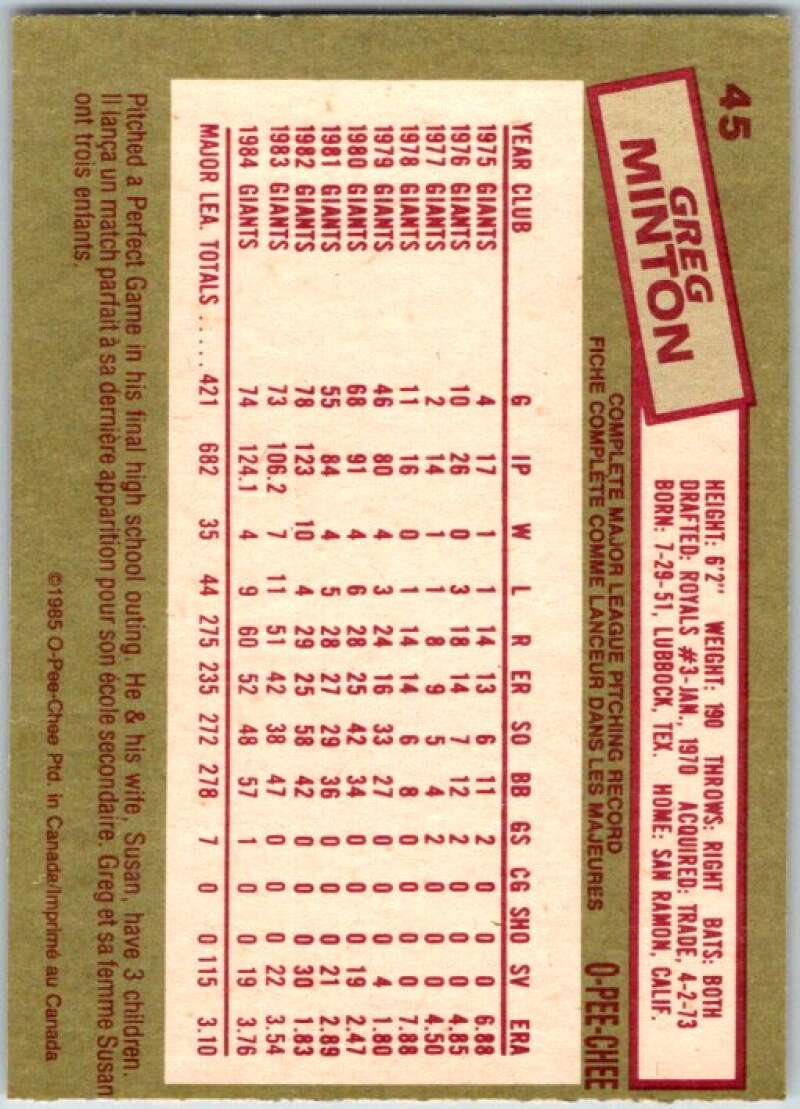 45
GREG
MINTON
HEIGHT: 6'2" WEIGHT: 190 THROWS: RIGHT BATS: BOTH
DRAFTED: ROYALS #3-JAN., 1970 ACQUIRED: TRADE, 4-2-73
BORN: 7-29-51, LUBBOCK, TEX. HOME: SAN RAMON, CALIF.
COMPLETE MAJOR LEAGUE PITCHING RECORD
FICHE COMPLÈTE COMME LANCEUR DANS LES MAJEURES
O-PEE-CHEE
YEAR CLUB G IP W L R ER SO BB GS CG SHO SV ERA
1975 GIANTS 4 17 1 1 14 13 6 11 2 0 0 0 6.88
1976 GIANTS 10 26 0 3 18 14 7 12 2 0 0 0 4.85
1977 GIANTS 2 14 1 1 8 9 5 4 2 0 0 0 4.50
1978 GIANTS 11 16 0 1 14 14 6 8 0 0 0 0 7.88
1979 GIANTS 46 80 4 3 24 16 33 27 0 0 0 4 1.80
1980 GIANTS 68 91 4 6 28 25 42 34 0 0 0 19 2.47
1981 GIANTS 55 84 4 5 28 27 29 36 0 0 0 21 2.89
1982 GIANTS 78 123 10 4 29 25 58 42 0 0 0 30 1.83
1983 GIANTS 73 106.2 7 11 51 42 38 47 0 0 0 22 3.54
1984 GIANTS 74 124.1 4 9 60 52 48 57 1 0 0 19 3.76
MAJOR LEA. TOTALS ..... 421 682 35 44 275 235 272 278 7 0 0 115 3.10
Pitched a Perfect Game in his final high school outing. He & his wife, Susan, have 3 children.
Il lança un match parfait à sa dernière apparition pour son école secondaire. Greg et sa femme Susan
ont trois enfants.
©1985 O-Pee-Chee Ptd. in Canada/Imprimé au Canada